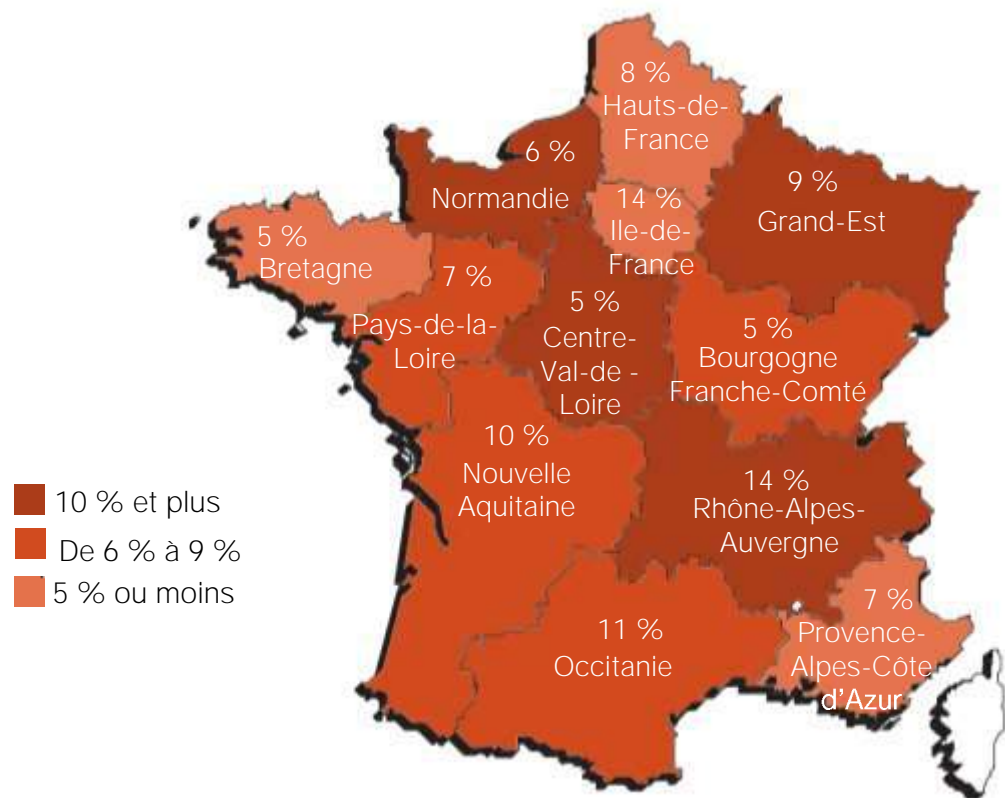 8 %
Hauts-de-
France
6 %
Normandie
14 %
Ile-de-
France
9 %
Grand-Est
5 %
Bretagne
7 %
Pays-de-la-
Loire
5 %
Centre-
Val-de -
Loire
5 %
Bourgogne
Franche-Comté
10 %
Nouvelle
Aquitaine
14 %
Rhône-Alpes-
Auvergne
11 %
Occitanie
7 %
Provence-
Alpes-Côte
d'Azur
10 % et plus
De 6 % à 9 %
5 % ou moins